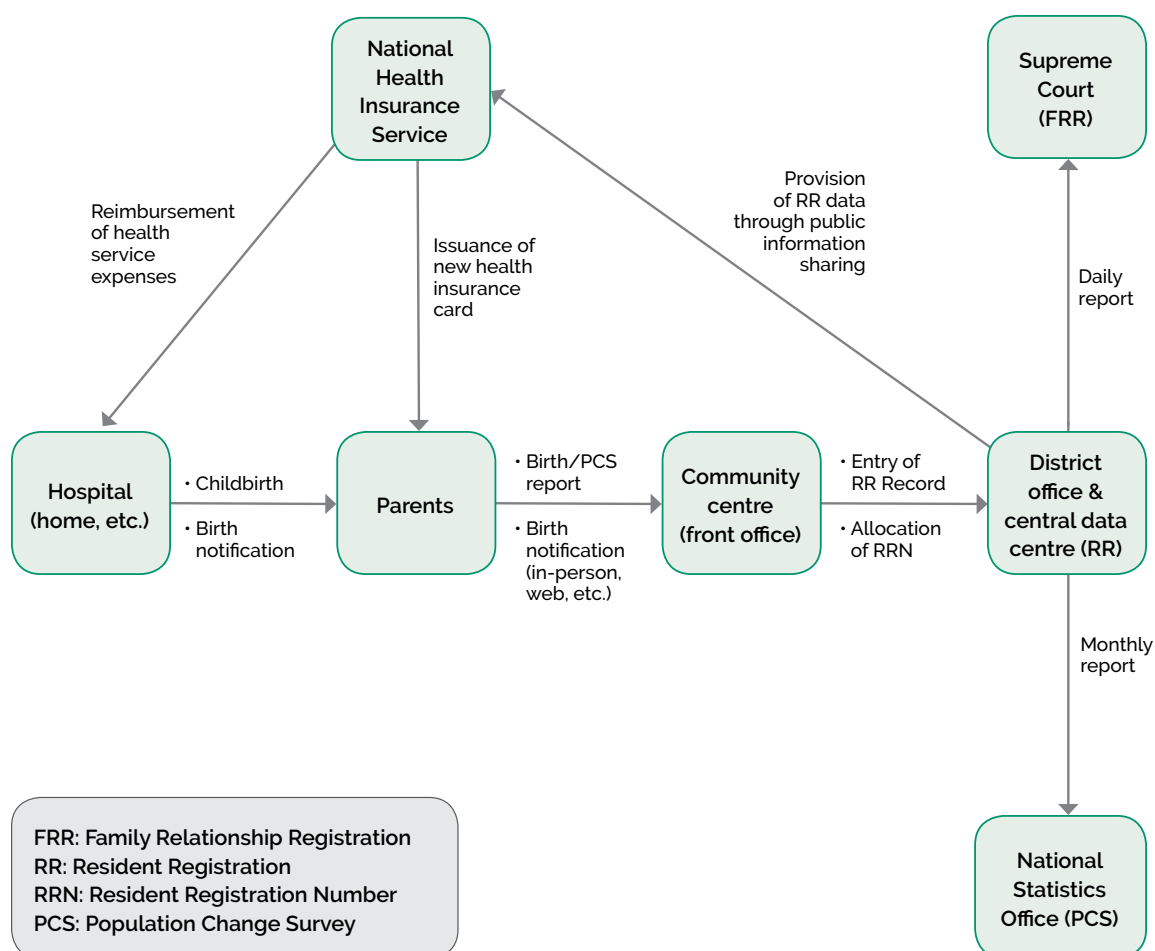 National
Health
Insurance
Service
Supreme
Court
(FRR)
Reimbursement
of health
service
expenses
Issuance of
new health
insurance
card
Provision
of RR data
through public
information
sharing
Daily
report
Hospital
(home, etc.)
• Childbirth
• Birth
notification
Parents
• Birth/PCS
report
• Birth
notification
(in-person,
web, etc.)
Community
centre
(front office)
• Entry of
RR Record
• Allocation
of RRN
District
office &
central data
centre (RR)
Monthly
report
National
Statistics
Office (PCS)
FRR: Family Relationship Registration
RR: Resident Registration
RRN: Resident Registration Number
PCS: Population Change Survey